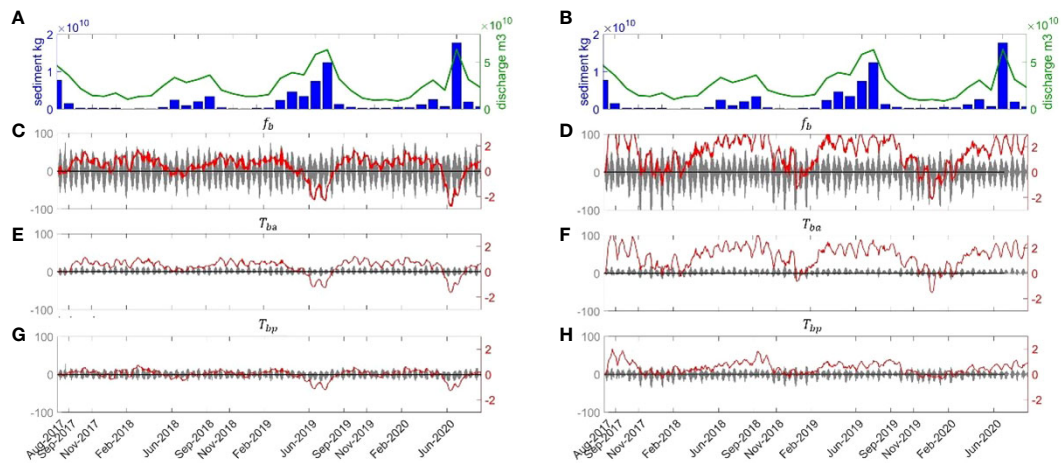 A
B
2 ×10^10
sediment kg
1
0
×10^10
discharge m3
5
0
2 ×10^10
sediment kg
1
0
×10^10
discharge m3
5
0
f_b
f_b
C
100
0
-100
2
0
-2
D
100
0
-100
2
0
-2
T_ba
T_ba
E
100
0
-100
2
0
-2
F
100
0
-100
2
0
-2
T_bp
T_bp
G
100
0
-100
2
0
-2
H
100
0
-100
2
0
-2
Aug-2017
Sep-2017
Nov-2017
Feb-2018
Jun-2018
Sep-2018
Nov-2018
Feb-2019
Jun-2019
Sep-2019
Nov-2019
Feb-2020
Jun-2020
Aug-2017
Sep-2017
Nov-2017
Feb-2018
Jun-2018
Sep-2018
Nov-2018
Feb-2019
Jun-2019
Sep-2019
Nov-2019
Feb-2020
Jun-2020